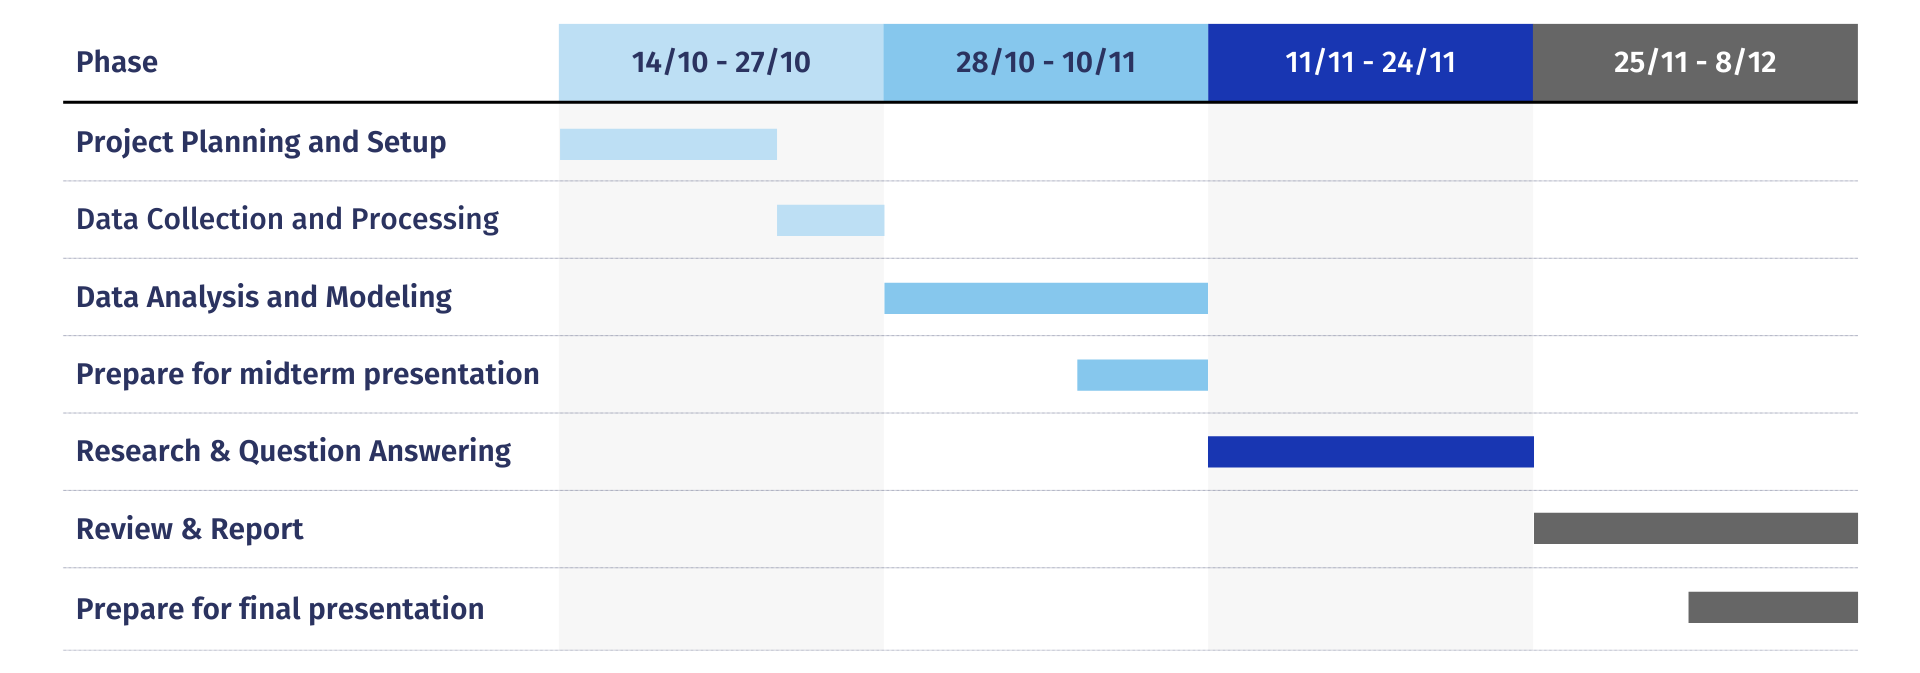 Phase 14/10 - 27/10 28/10 - 10/11 11/11 - 24/11 25/11 - 8/12
Project Planning and Setup
Data Collection and Processing
Data Analysis and Modeling
Prepare for midterm presentation
Research & Question Answering
Review & Report
Prepare for final presentation